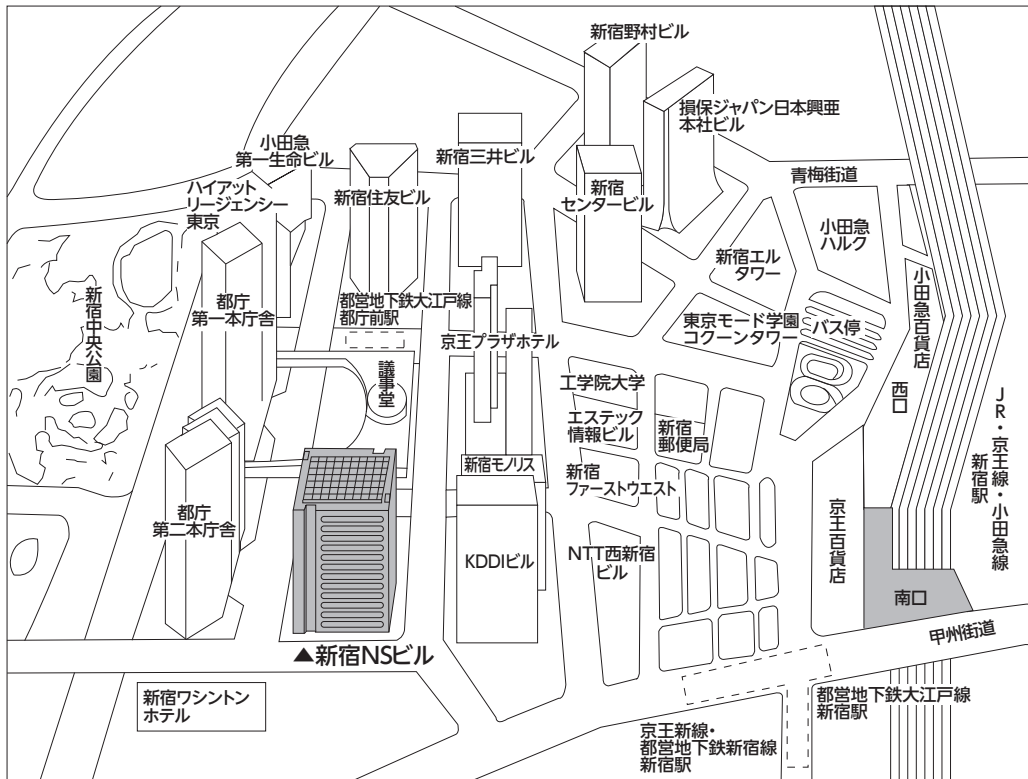 新宿野村ビル
損保ジャパン日本興亜
本社ビル
小田急
第一生命ビル
新宿三井ビル
青梅街道
ハイアット
リージェンシー
東京
新宿住友ビル
新宿
センタービル
小田急
ハルク
新宿エル
タワー
小田急百貨店
新宿中央公園
都庁
第一本庁舎
都営地下鉄大江戸線
都庁前駅
京王プラザホテル
東京モード学園
コクーンタワー
バス停
議事堂
工学院大学
西口
JR・京王線・小田急線
新宿駅
エステック
情報ビル
新宿
郵便局
新宿モノリス
新宿
ファーストウエスト
都庁
第二本庁舎
KDDIビル
NTT西新宿
ビル
京王百貨店
南口
甲州街道
▲新宿NSビル
新宿ワシントン
ホテル
都営地下鉄大江戸線
新宿駅
京王新線・
都営地下鉄新宿線
新宿駅